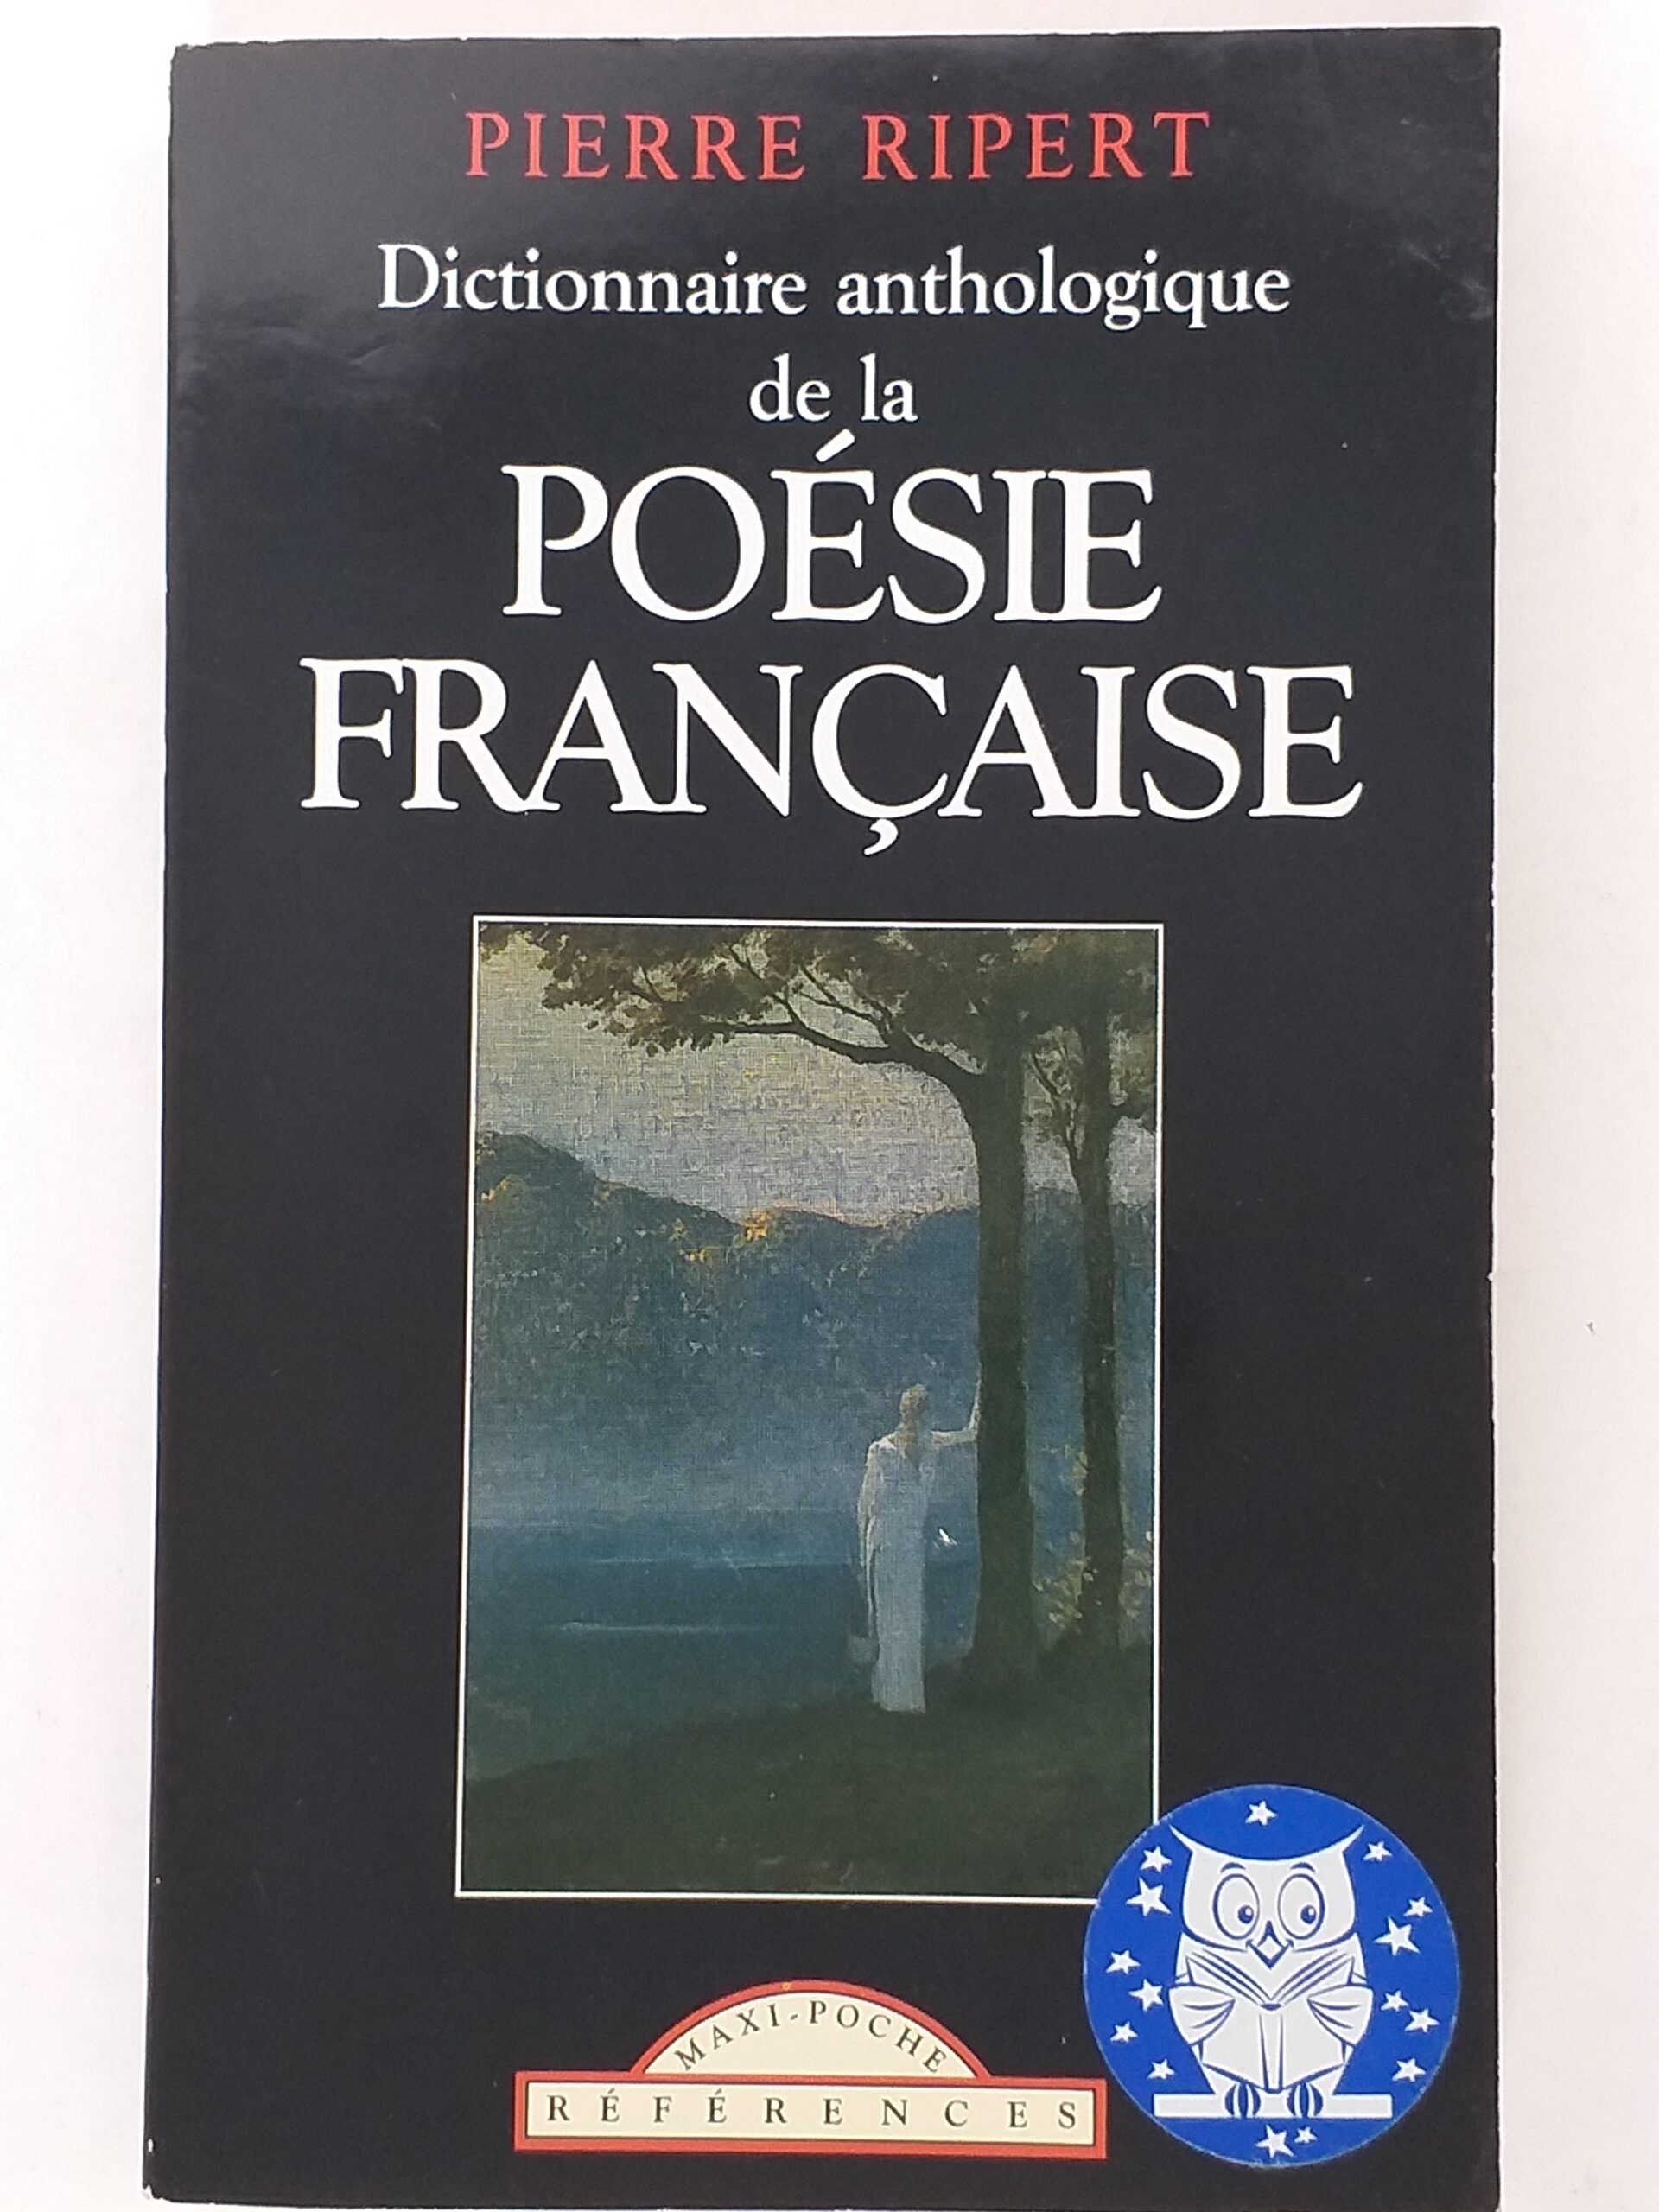 PIERRE RIPERT
Dictionnaire anthologique
de la
POÉSIE
FRANÇAISE
MAXI-POCHE
RÉFÉRENCES